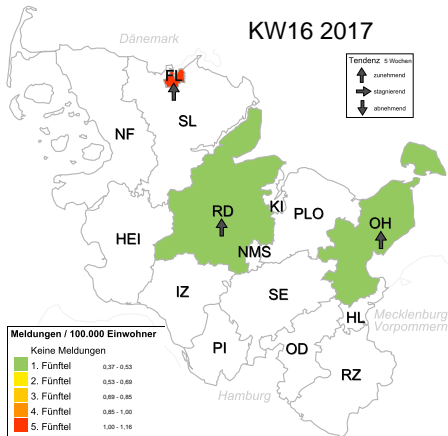 KW16 2017
Dänemark
Tendenz 5 Wochen
zunehmend
stagnierend
abnehmend
FL
SL
NF
RD
KI
PLO
OH
HEI
NMS
IZ
SE
HL
Mecklenburg
Vorpommern
PI
OD
RZ
Hamburg
Meldungen / 100.000 Einwohner
Keine Meldungen
1. Fünftel 0,37 - 0,53
2. Fünftel 0,53 - 0,69
3. Fünftel 0,69 - 0,85
4. Fünftel 0,85 - 1,00
5. Fünftel 1,00 - 1,16